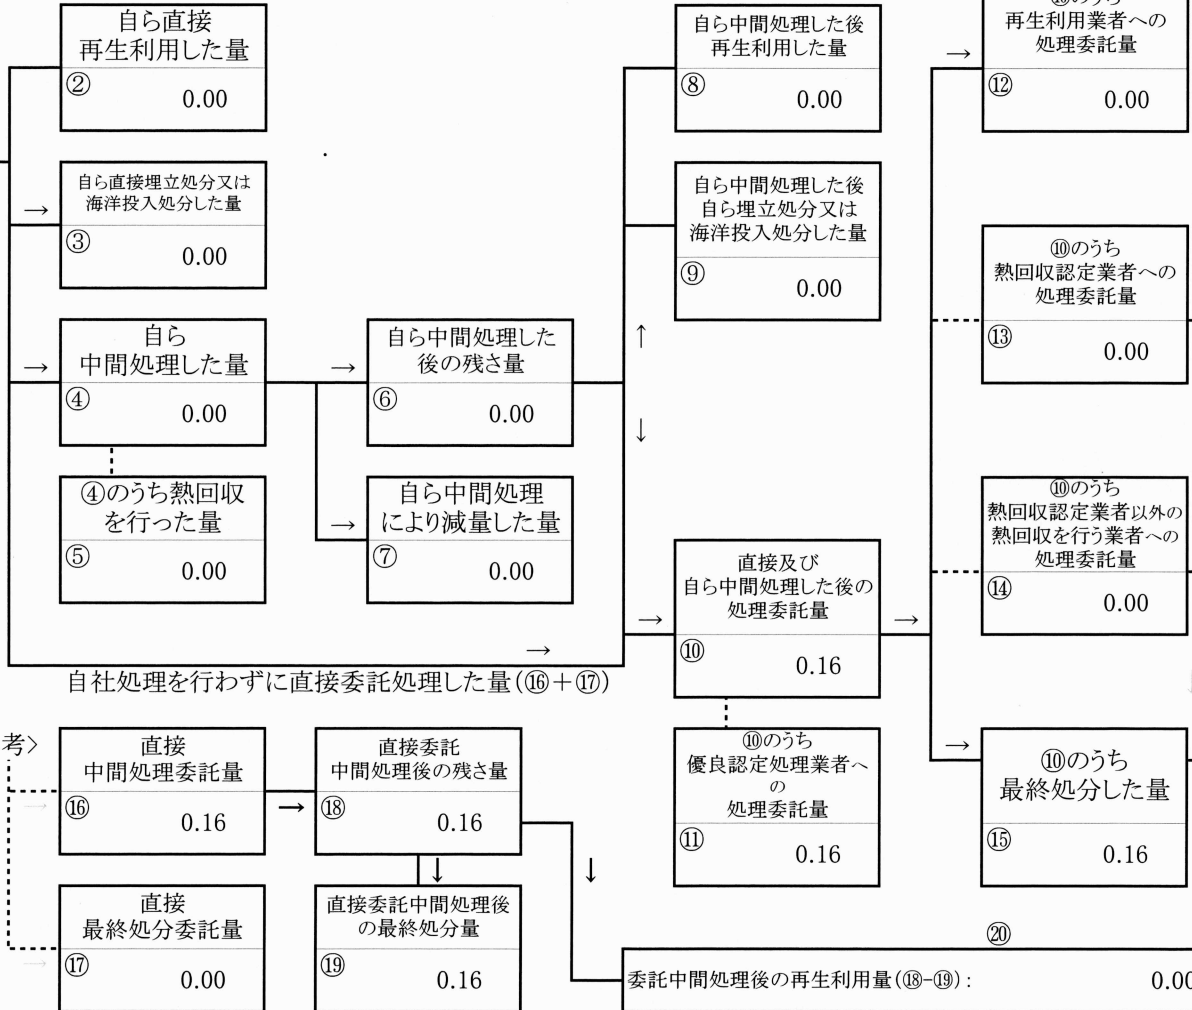 自ら直接
再生利用した量
②
0.00
自ら直接埋立処分又は
海洋投入処分した量
→
③
0.00
自ら
中間処理した量
→
④
0.00
④のうち熱回収
を行った量
⑤
0.00
→
自ら中間処理した
後の残さ量
⑥
0.00
自ら中間処理
により減量した量
→
⑦
0.00
→
自社処理を行わずに直接委託処理した量(⑯+⑰)
自ら中間処理した後
再生利用した量
⑧
0.00
自ら中間処理した後
自ら埋立処分又は
海洋投入処分した量
⑨
0.00
↑
↓
直接及び
自ら中間処理した後の
処理委託量
→
⑩
0.16
⑩のうち
優良認定処理業者へ
の
処理委託量
⑪
0.16
→
→
⑩のうち
再生利用業者への
処理委託量
⑫
0.00
⑩のうち
熱回収認定業者への
処理委託量
⑬
0.00
⑩のうち
熱回収認定業者以外の
熱回収を行う業者への
処理委託量
⑭
0.00
→
⑩のうち
最終処分した量
⑮
0.16
考>
直接
中間処理委託量
→
⑯
0.16
→
直接委託
中間処理後の残さ量
⑱
0.16
↓
↓
直接
最終処分委託量
→
⑰
0.00
直接委託中間処理後
の最終処分量
⑲
0.16
⑳
委託中間処理後の再生利用量(⑱-⑲):
0.00